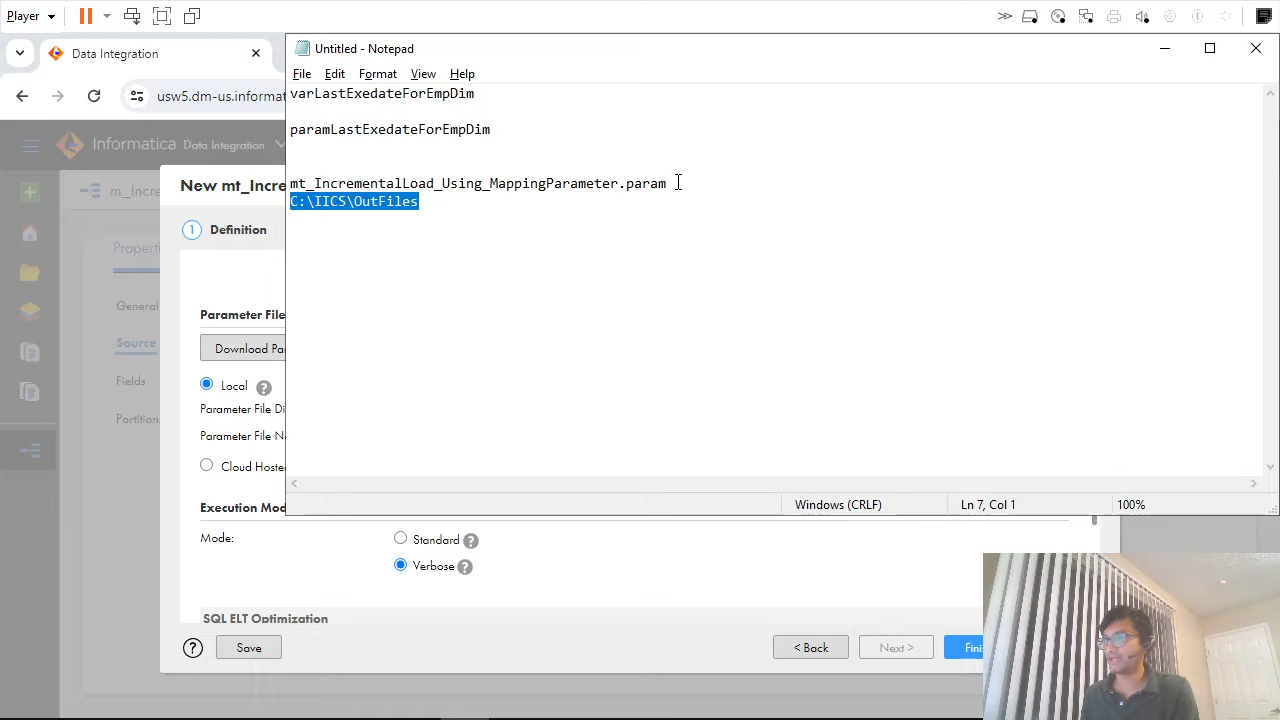 Player
Data Integration
usw5.dm-us.informat
Informatica Data Integration
m_Incre
Properti
General
Source
Fields
Partition
New mt_Incre
1 Definition
Parameter File
Download Par
Local
Parameter File Di
Parameter File N
Cloud Hoste
Execution Mod
Mode:
Standard
Verbose
SQL ELT Optimization
Save
< Back
Next >
Fini
Untitled - Notepad
File Edit Format View Help
varLastExedateForEmpDim
paramLastExedateForEmpDim
mt_IncrementalLoad_Using_MappingParameter.param
C:\IICS\OutFiles
Windows (CRLF) Ln 7, Col 1 100%